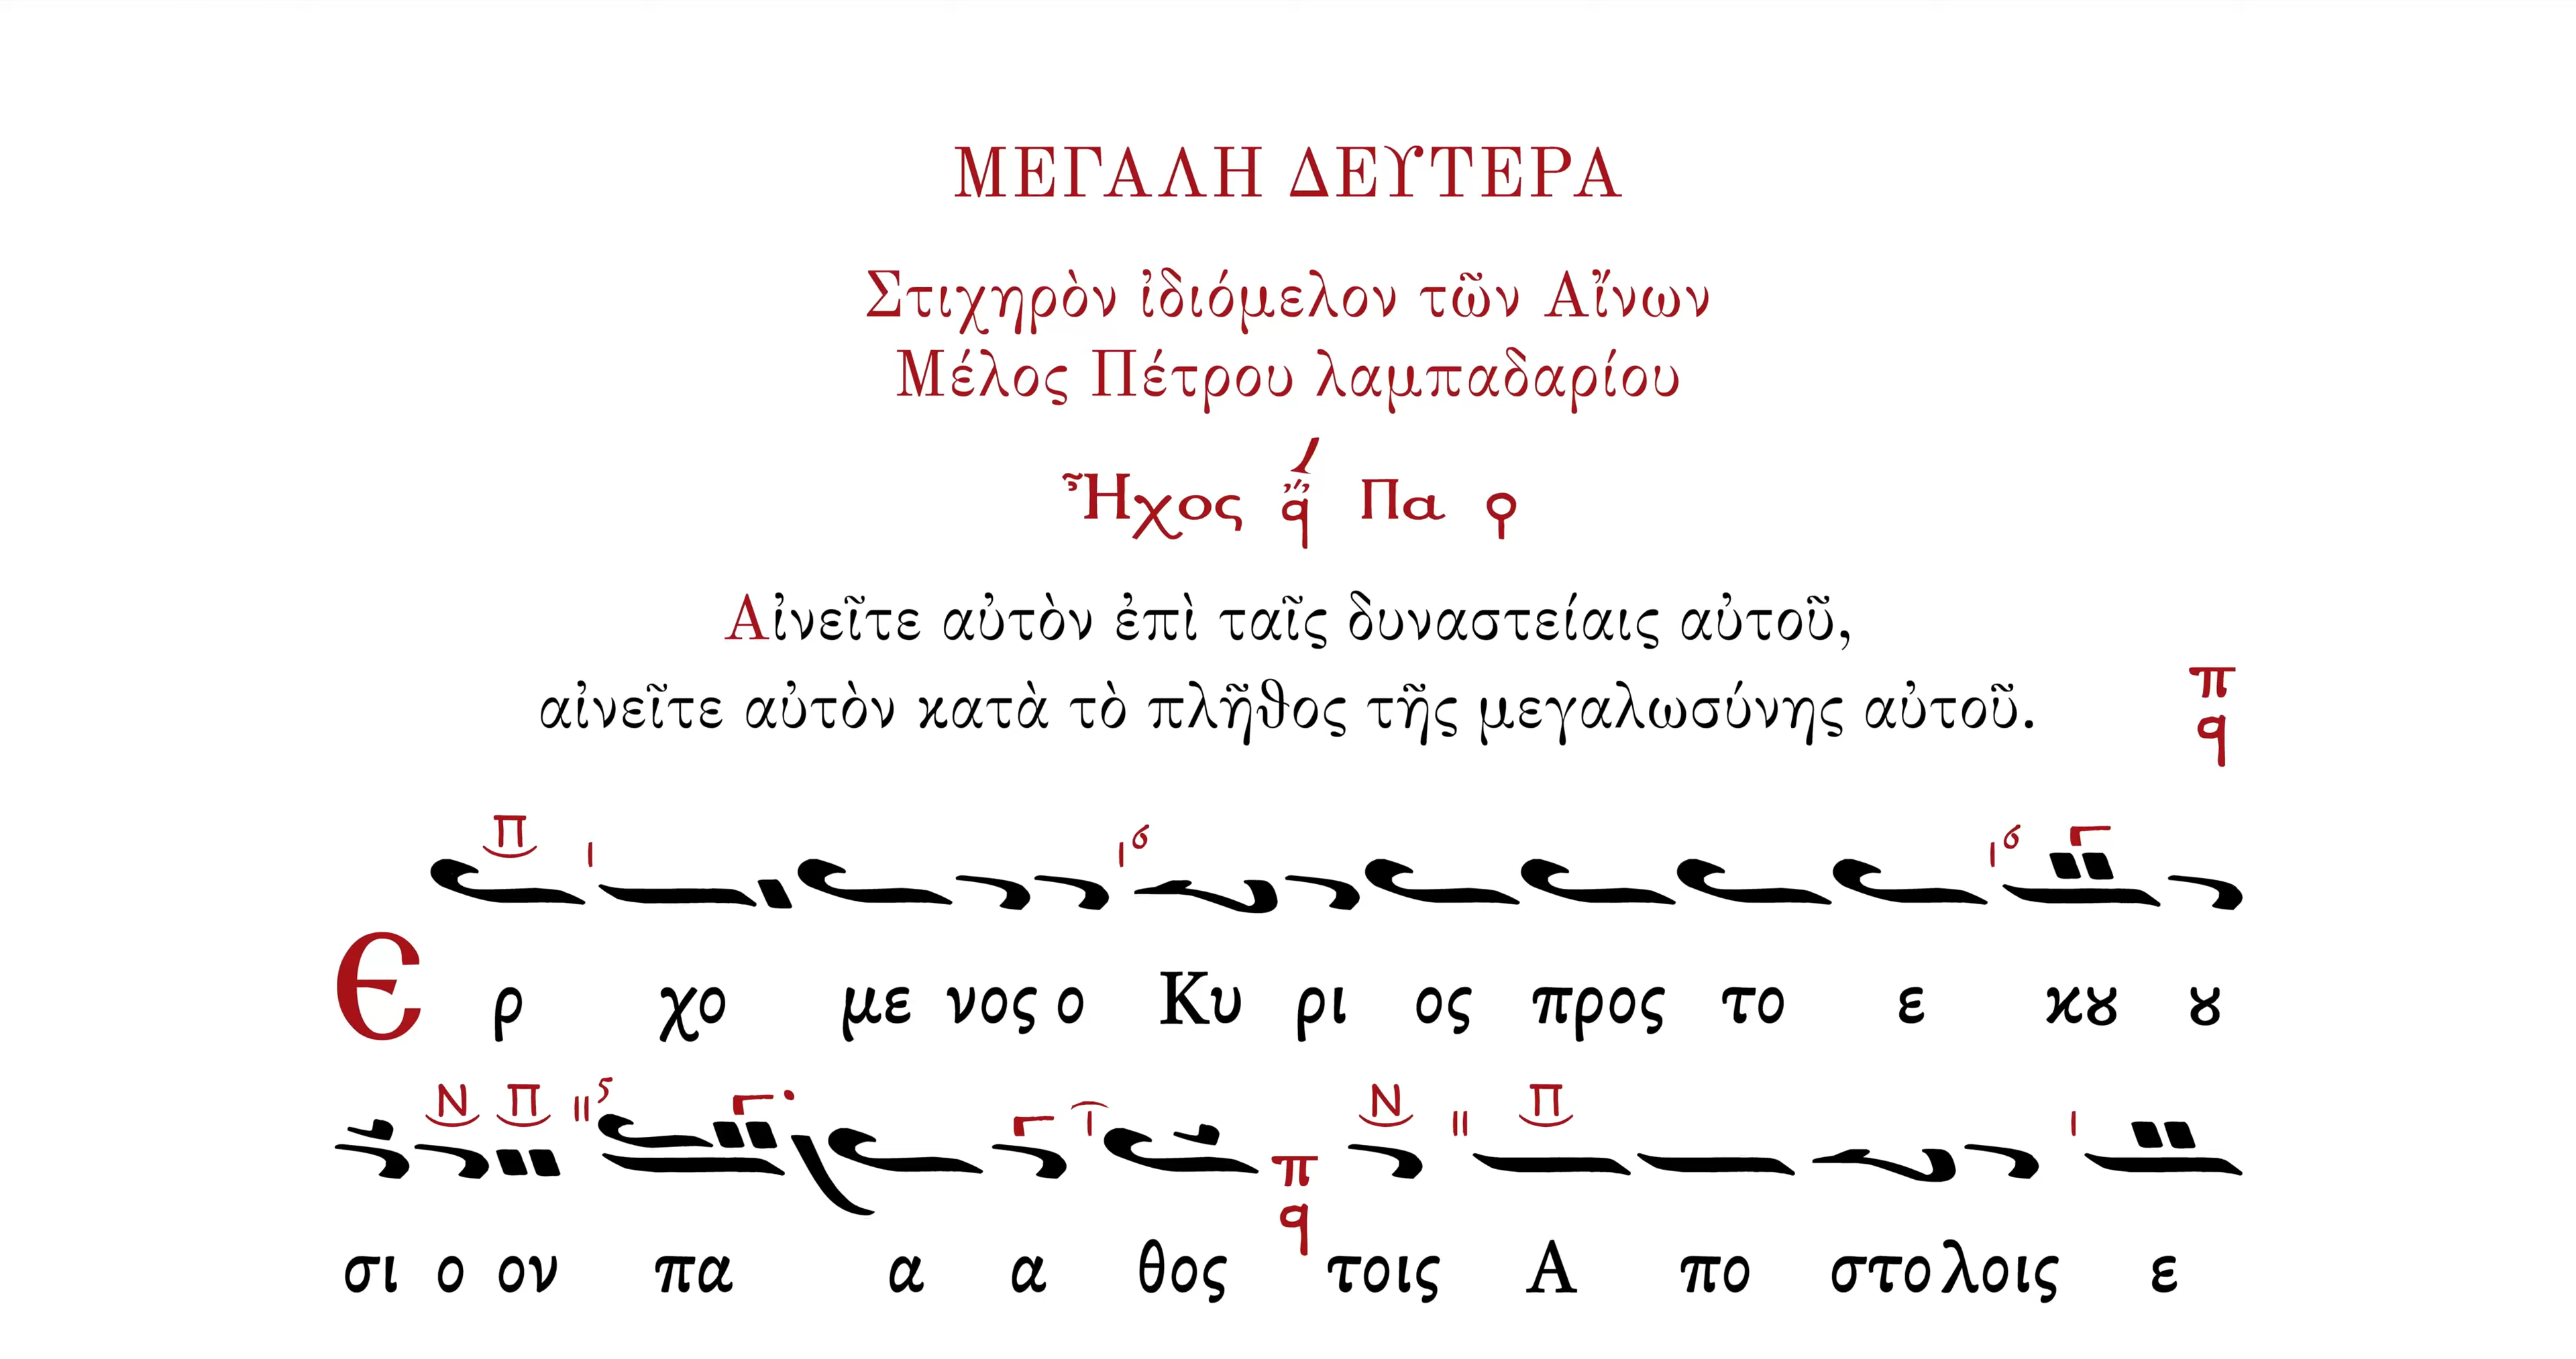 ΜΕΓΑΛΗ ΔΕΥΤΕΡΑ
Στιχηρὸν ἰδιόμελον τῶν Αἴνων
Μέλος Πέτρου λαμπαδαρίου
Ἦχος Πα
Αἰνεῖτε αὐτὸν ἐπὶ ταῖς δυναστείαις αὐτοῦ,
αἰνεῖτε αὐτὸν κατὰ τὸ πλῆθος τῆς μεγαλωσύνης αὐτοῦ.
Ε ρ χο με νος ο Κυ ρι ος προς το ε κȣ ȣ
σι ο ον πα α α θος τοις Α πο στο λοις ε